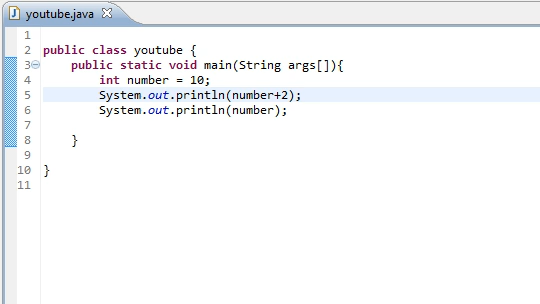 youtube.java
1
2 public class youtube {
3 public static void main(String args[]){
4 int number = 10;
5 System.out.println(number+2);
6 System.out.println(number);
7
8 }
9
10 }
11